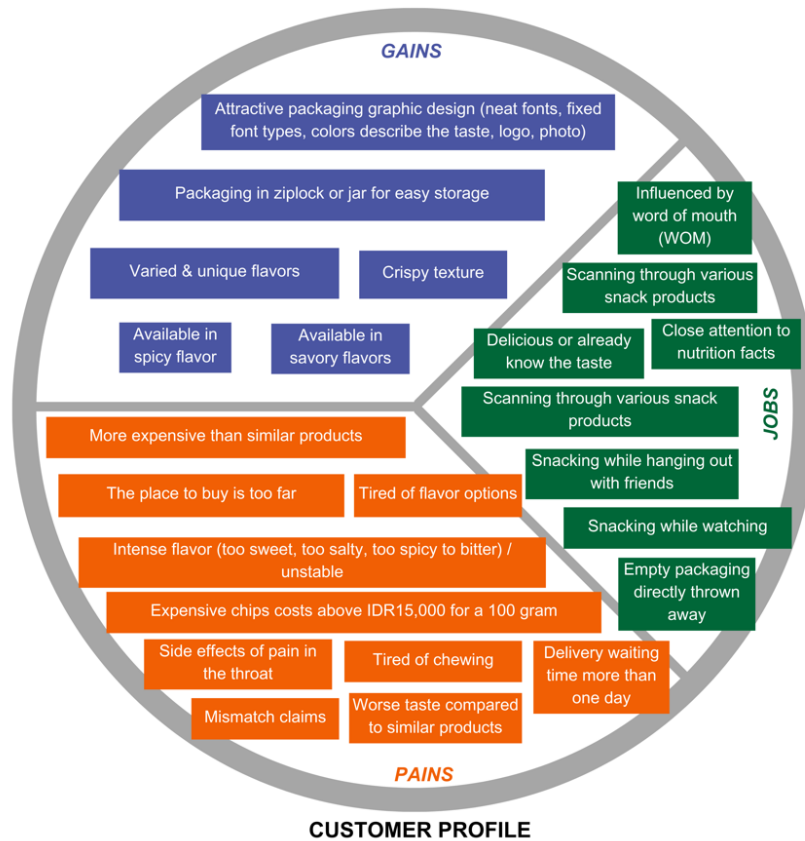 GAINS
Attractive packaging graphic design (neat fonts, fixed
font types, colors describe the taste, logo, photo)
Packaging in ziplock or jar for easy storage
Varied & unique flavors
Crispy texture
Available in
spicy flavor
Available in
savory flavors
Influenced by
word of mouth
(WOM)
Scanning through various
snack products
Delicious or already
know the taste
Close attention to
nutrition facts
Scanning through various snack
products
JOBS
Snacking while hanging out
with friends
Snacking while watching
Empty packaging
directly thrown
away
More expensive than similar products
The place to buy is too far
Tired of flavor options
Intense flavor (too sweet, too salty, too spicy to bitter) /
unstable
Expensive chips costs above IDR15,000 for a 100 gram
Side effects of pain in
the throat
Tired of chewing
Delivery waiting
time more than
one day
Mismatch claims
Worse taste compared
to similar products
PAINS
CUSTOMER PROFILE